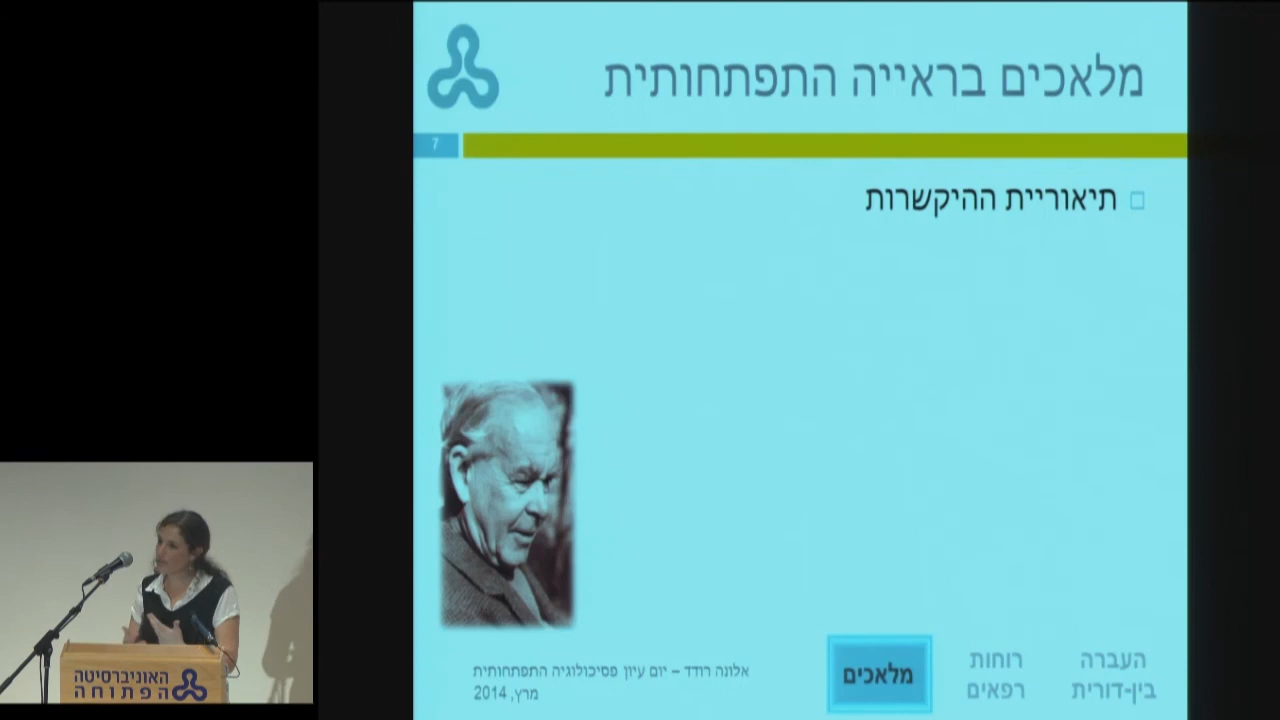 מלאכים בראייה התפתחותית
7
תיאוריית ההיקשרות
העברה
בין-דורית
רוחות
רפאים
מלאכים
אלונה רודד – יום עיון פסיכולוגיה התפתחותית
מרץ, 2014
האוניברסיטה
הפתוחה